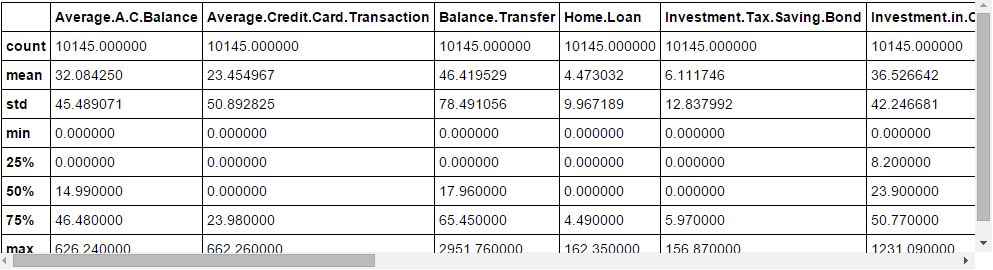 Average.A.C.Balance Average.Credit.Card.Transaction Balance.Transfer Home.Loan Investment.Tax.Saving.Bond Investment.in.C
count 10145.000000 10145.000000 10145.000000 10145.000000 10145.000000 10145.000000
mean 32.084250 23.454967 46.419529 4.473032 6.111746 36.526642
std 45.489071 50.892825 78.491056 9.967189 12.837992 42.246681
min 0.000000 0.000000 0.000000 0.000000 0.000000 0.000000
25% 0.000000 0.000000 0.000000 0.000000 0.000000 8.200000
50% 14.990000 0.000000 17.960000 0.000000 0.000000 23.900000
75% 46.480000 23.980000 65.450000 4.490000 5.970000 50.770000
max 626.240000 662.260000 2951.760000 162.350000 156.870000 1231.090000